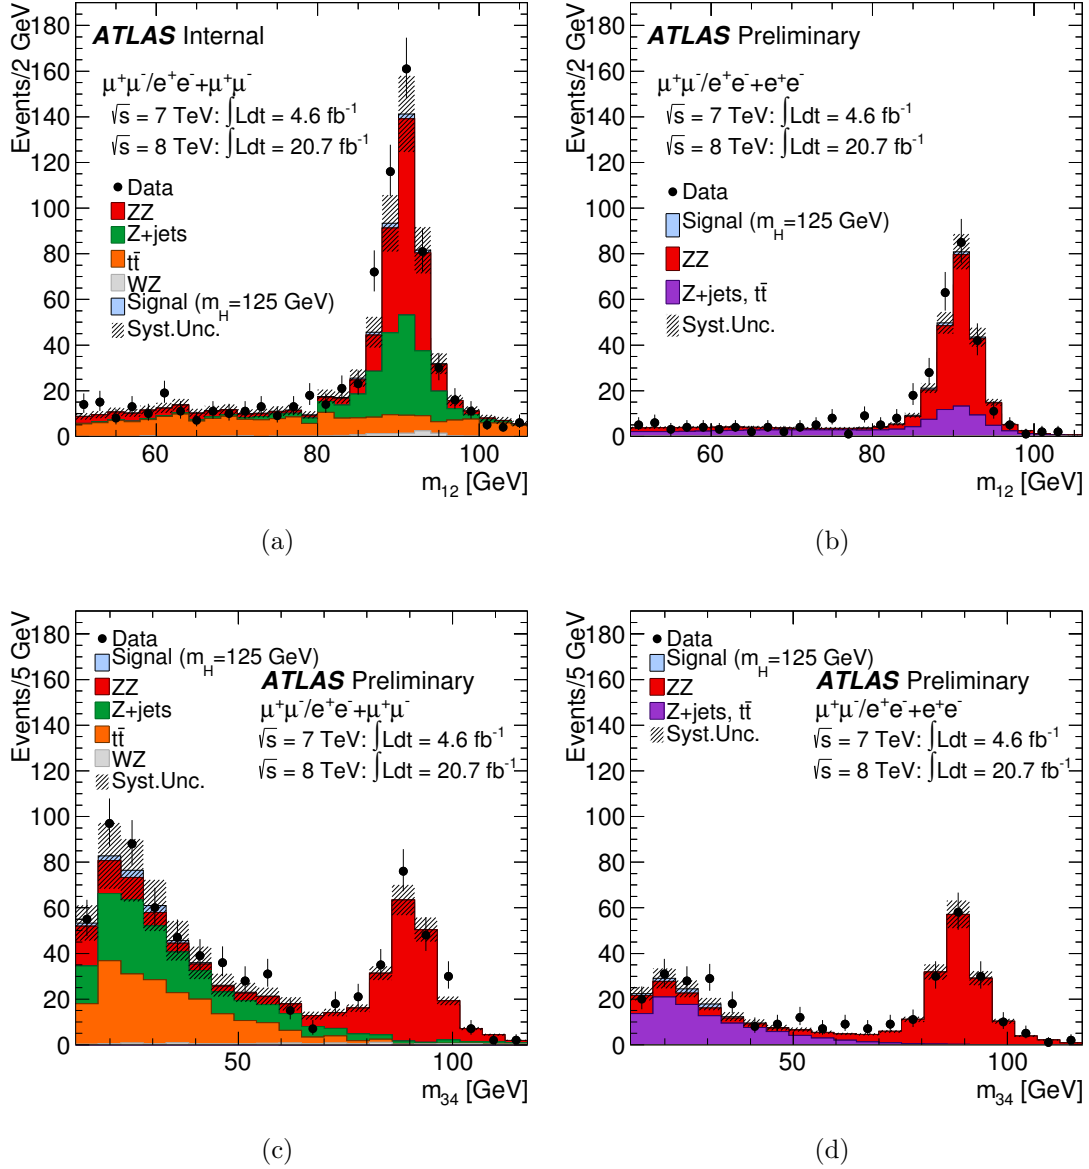 Events/2 GeV
ATLAS Internal
μ⁺μ⁻/e⁺e⁻+μ⁺μ⁻
√s = 7 TeV: ∫Ldt = 4.6 fb⁻¹
√s = 8 TeV: ∫Ldt = 20.7 fb⁻¹
Data
ZZ
Z+jets
tt̄
WZ
Signal (m_H=125 GeV)
Syst.Unc.
0 20 40 60 80 100 120 140 160 180
60 80 100
m₁₂ [GeV]
(a)
Events/2 GeV
ATLAS Preliminary
μ⁺μ⁻/e⁺e⁻+e⁺e⁻
√s = 7 TeV: ∫Ldt = 4.6 fb⁻¹
√s = 8 TeV: ∫Ldt = 20.7 fb⁻¹
Data
Signal (m_H=125 GeV)
ZZ
Z+jets, tt̄
Syst.Unc.
0 20 40 60 80 100 120 140 160 180
60 80 100
m₁₂ [GeV]
(b)
Events/5 GeV
Data
Signal (m_H=125 GeV)
ZZ
Z+jets
tt̄
WZ
Syst.Unc.
ATLAS Preliminary
μ⁺μ⁻/e⁺e⁻+μ⁺μ⁻
√s = 7 TeV: ∫Ldt = 4.6 fb⁻¹
√s = 8 TeV: ∫Ldt = 20.7 fb⁻¹
0 20 40 60 80 100 120 140 160 180
50 100
m₃₄ [GeV]
(c)
Events/5 GeV
Data
Signal (m_H=125 GeV)
ZZ
Z+jets, tt̄
Syst.Unc.
ATLAS Preliminary
μ⁺μ⁻/e⁺e⁻+e⁺e⁻
√s = 7 TeV: ∫Ldt = 4.6 fb⁻¹
√s = 8 TeV: ∫Ldt = 20.7 fb⁻¹
0 20 40 60 80 100 120 140 160 180
50 100
m₃₄ [GeV]
(d)